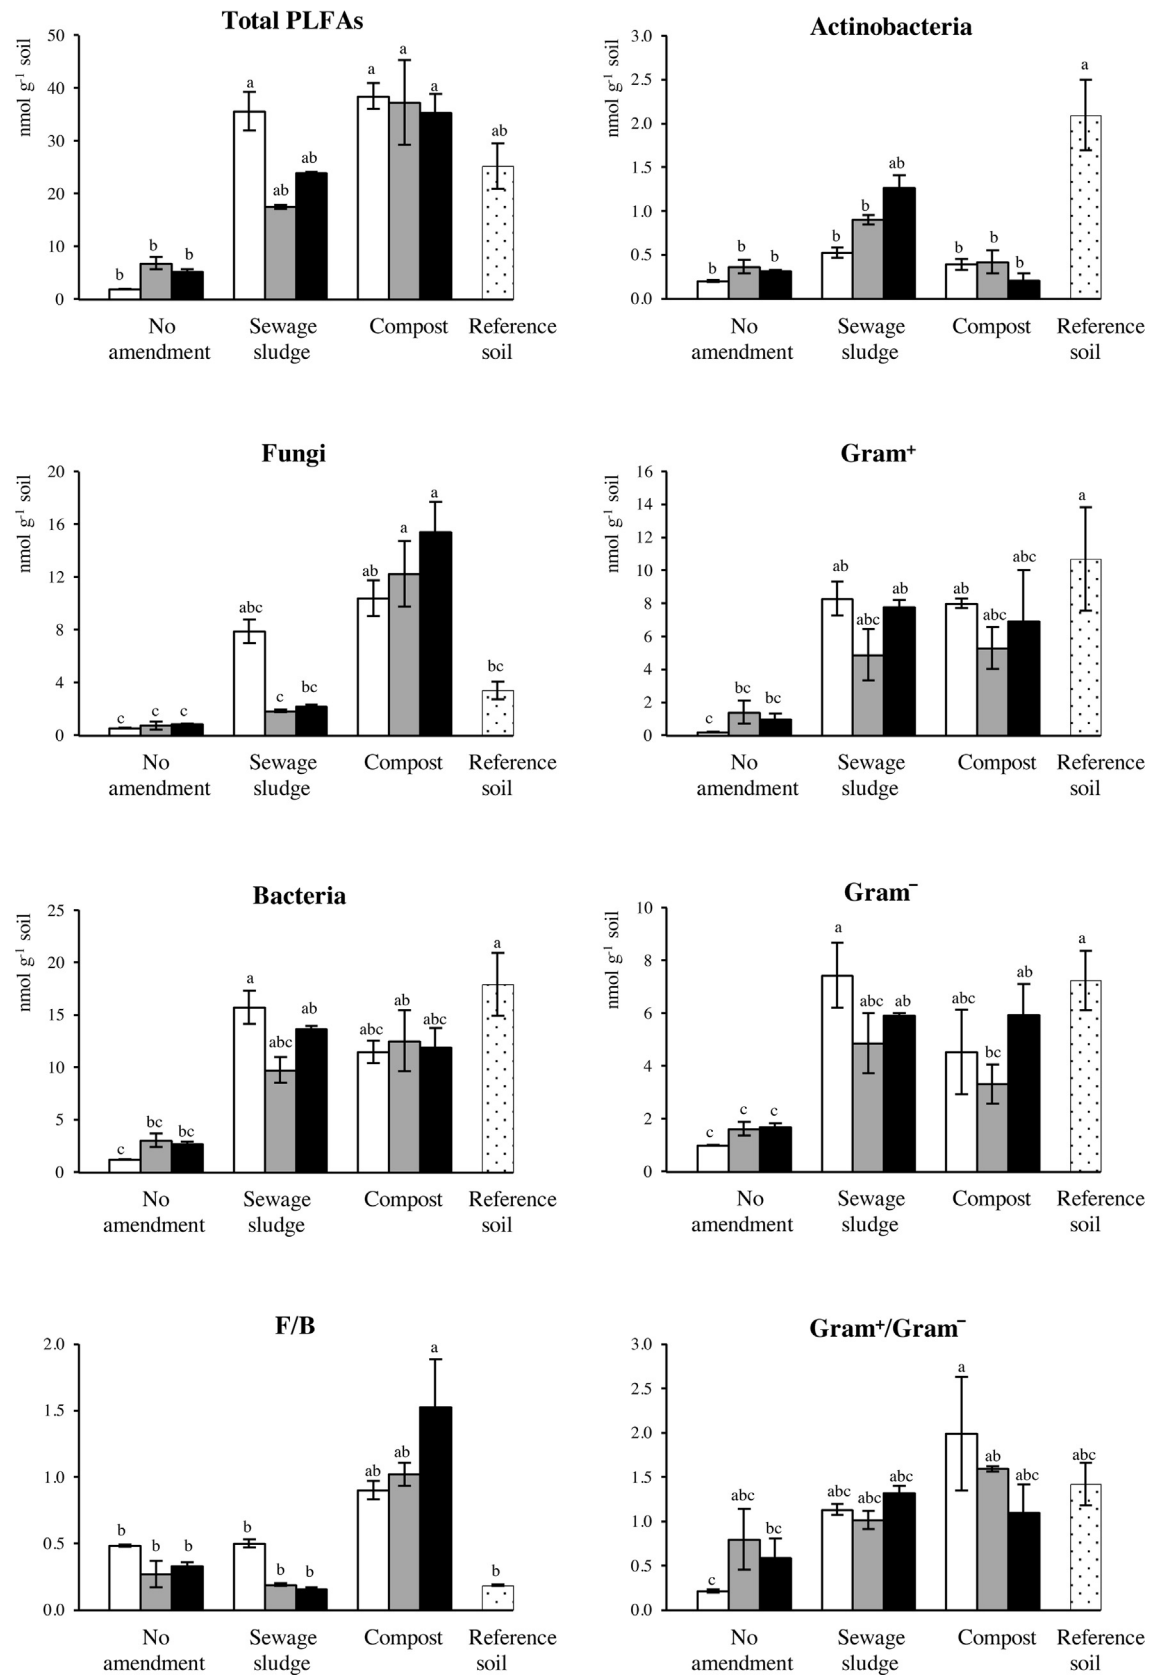 Total PLFAs
nmol g-1 soil
50
40
30
20
10
0
b
b
b
a
ab
ab
a
a
a
ab
No amendment
Sewage sludge
Compost
Reference soil
Actinobacteria
nmol g-1 soil
3.0
2.5
2.0
1.5
1.0
0.5
0.0
b
b
b
b
b
ab
b
b
b
a
No amendment
Sewage sludge
Compost
Reference soil
Fungi
nmol g-1 soil
20
16
12
8
4
0
c
c
c
abc
c
bc
ab
a
a
bc
No amendment
Sewage sludge
Compost
Reference soil
Gram+
nmol g-1 soil
16
14
12
10
8
6
4
2
0
c
bc
bc
ab
abc
ab
ab
abc
abc
a
No amendment
Sewage sludge
Compost
Reference soil
Bacteria
nmol g-1 soil
25
20
15
10
5
0
c
bc
bc
a
abc
ab
abc
ab
abc
a
No amendment
Sewage sludge
Compost
Reference soil
Gram−
nmol g-1 soil
10
8
6
4
2
0
c
c
c
a
abc
ab
abc
bc
ab
a
No amendment
Sewage sludge
Compost
Reference soil
F/B
2.0
1.5
1.0
0.5
0.0
b
b
b
b
b
b
ab
ab
a
b
No amendment
Sewage sludge
Compost
Reference soil
Gram+/Gram−
3.0
2.5
2.0
1.5
1.0
0.5
0.0
c
abc
bc
abc
abc
abc
a
ab
abc
abc
No amendment
Sewage sludge
Compost
Reference soil